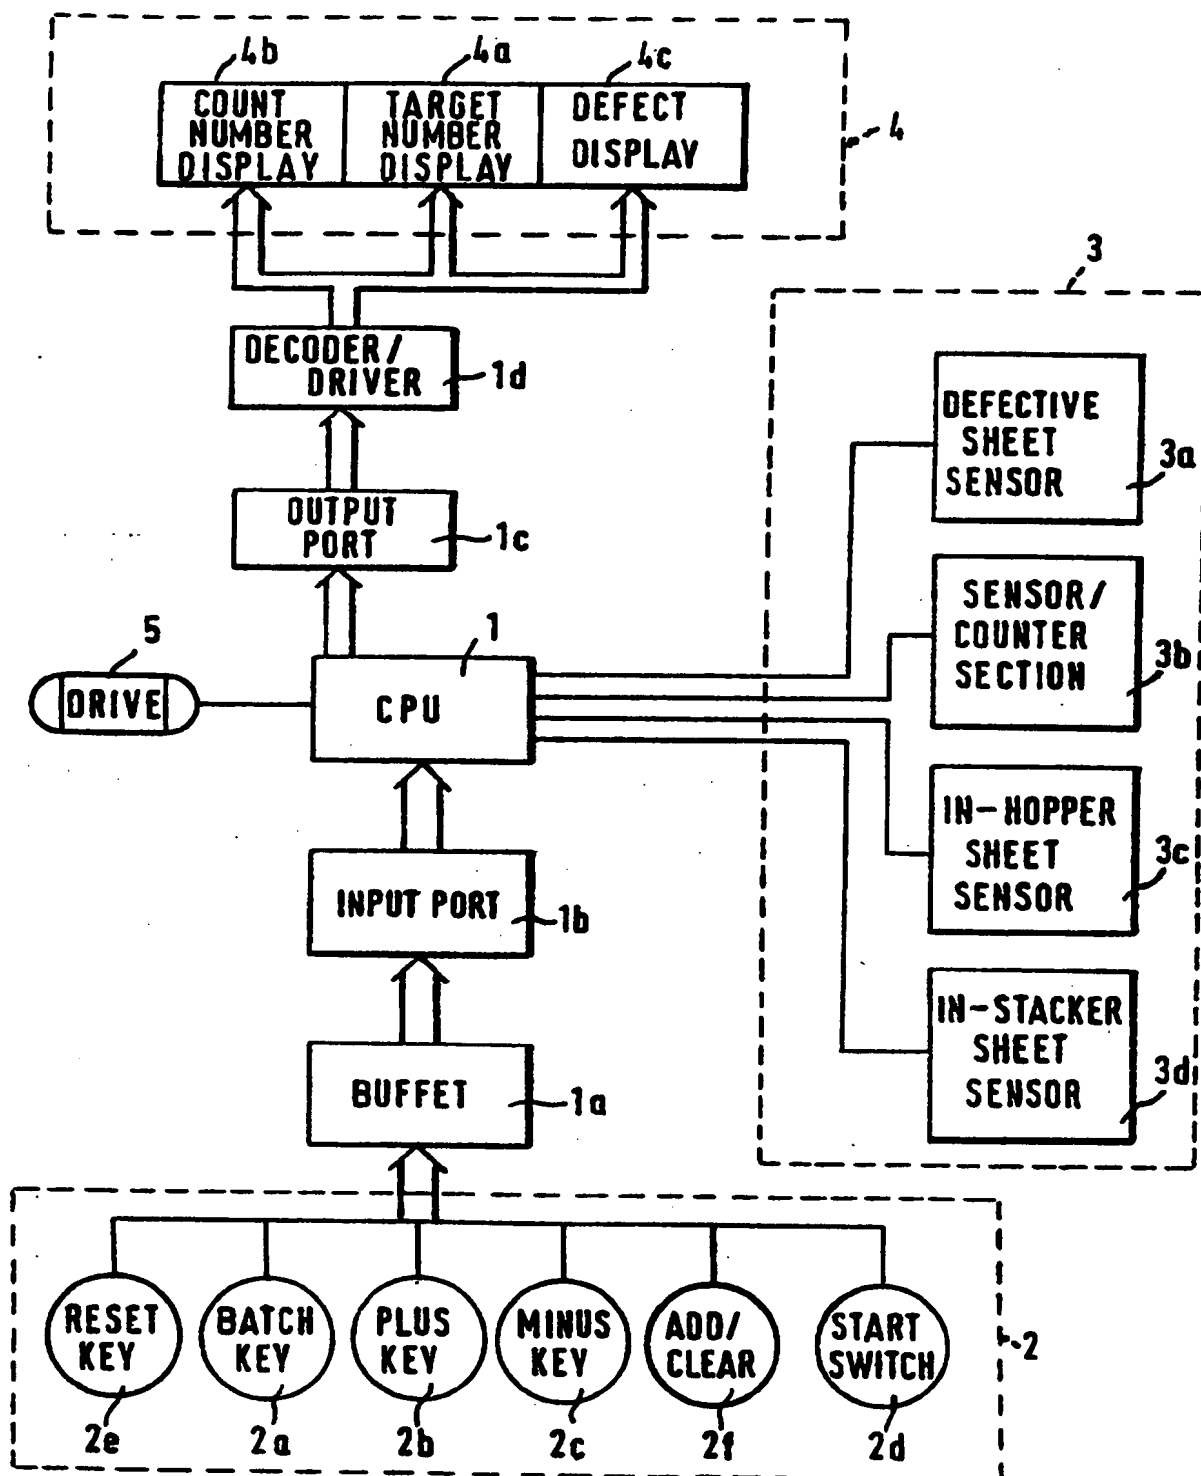 4b
4a
4c
COUNT
NUMBER
DISPLAY
TARGET
NUMBER
DISPLAY
DEFECT
DISPLAY
4
3
DECODER/
DRIVER
1d
DEFECTIVE
SHEET
SENSOR
3a
OUTPUT
PORT
1c
SENSOR/
COUNTER
SECTION
3b
5
DRIVE
1
CPU
IN-HOPPER
SHEET
SENSOR
3c
INPUT PORT
1b
IN-STACKER
SHEET
SENSOR
3d
BUFFET
1a
RESET
KEY
BATCH
KEY
PLUS
KEY
MINUS
KEY
ADD/
CLEAR
START
SWITCH
2
2e
2a
2b
2c
2f
2d